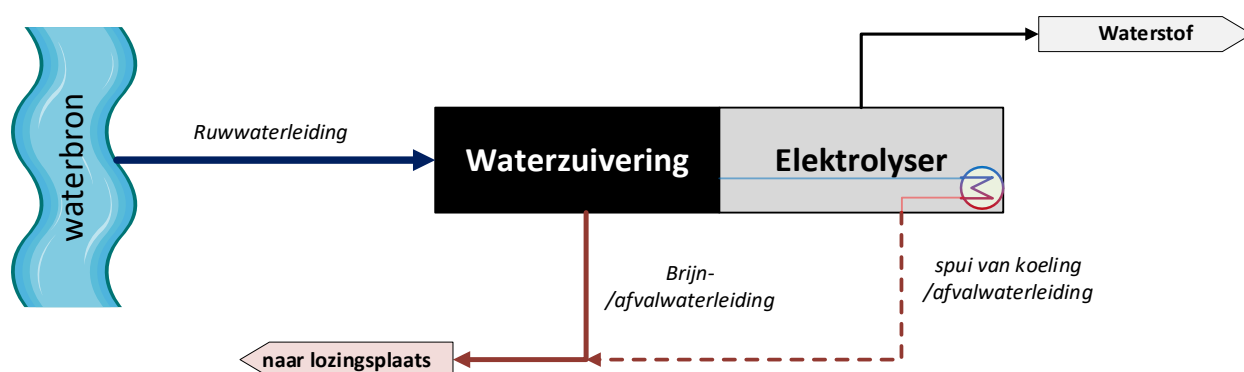 Waterstof
waterbron
Ruwwaterleiding
Waterzuivering
Elektrolyser
Brijn-
/afvalwaterleiding
spui van koeling
/afvalwaterleiding
naar lozingsplaats